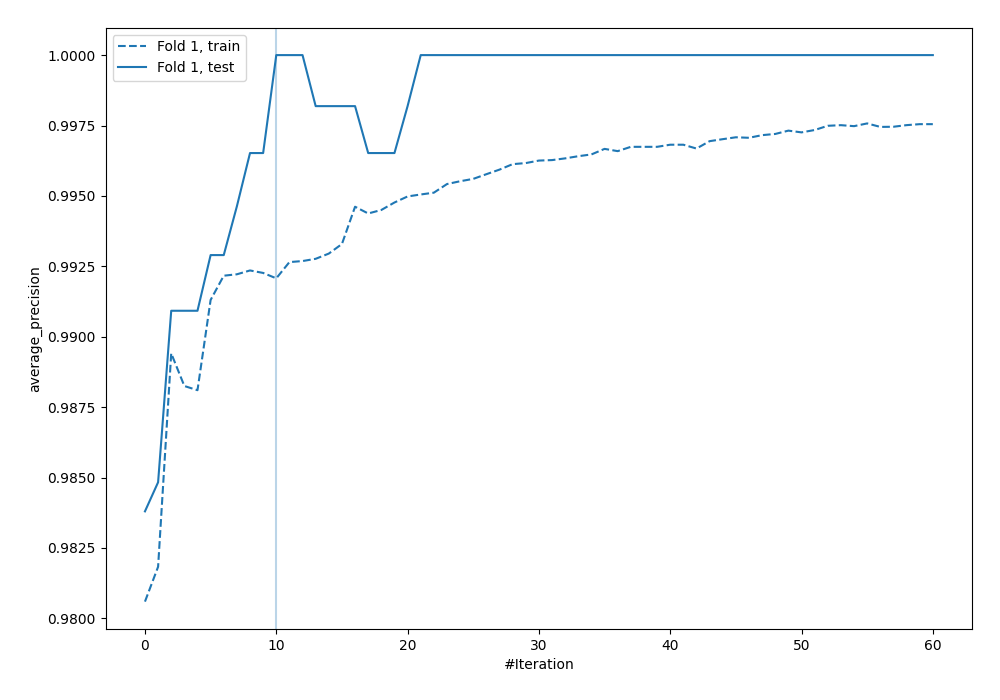 Fold 1, train
Fold 1, test
1.0000
0.9975
0.9950
0.9925
0.9900
0.9875
0.9850
0.9825
0.9800
average_precision
0 10 20 30 40 50 60
#Iteration